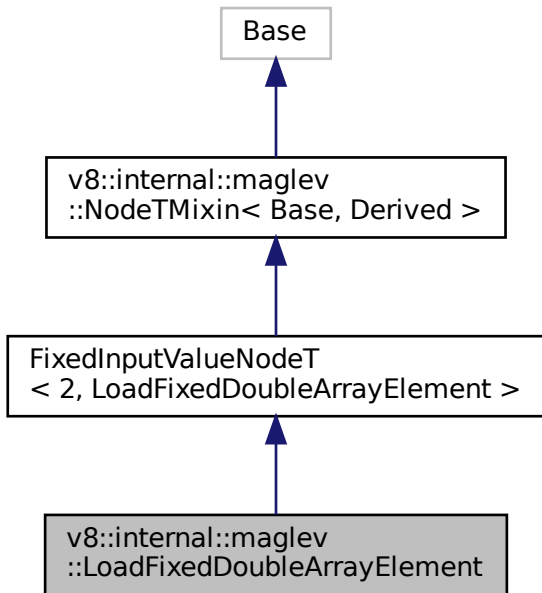 Base
v8::internal::maglev
::NodeTMixin< Base, Derived >
FixedInputValueNodeT
< 2, LoadFixedDoubleArrayElement >
v8::internal::maglev
::LoadFixedDoubleArrayElement